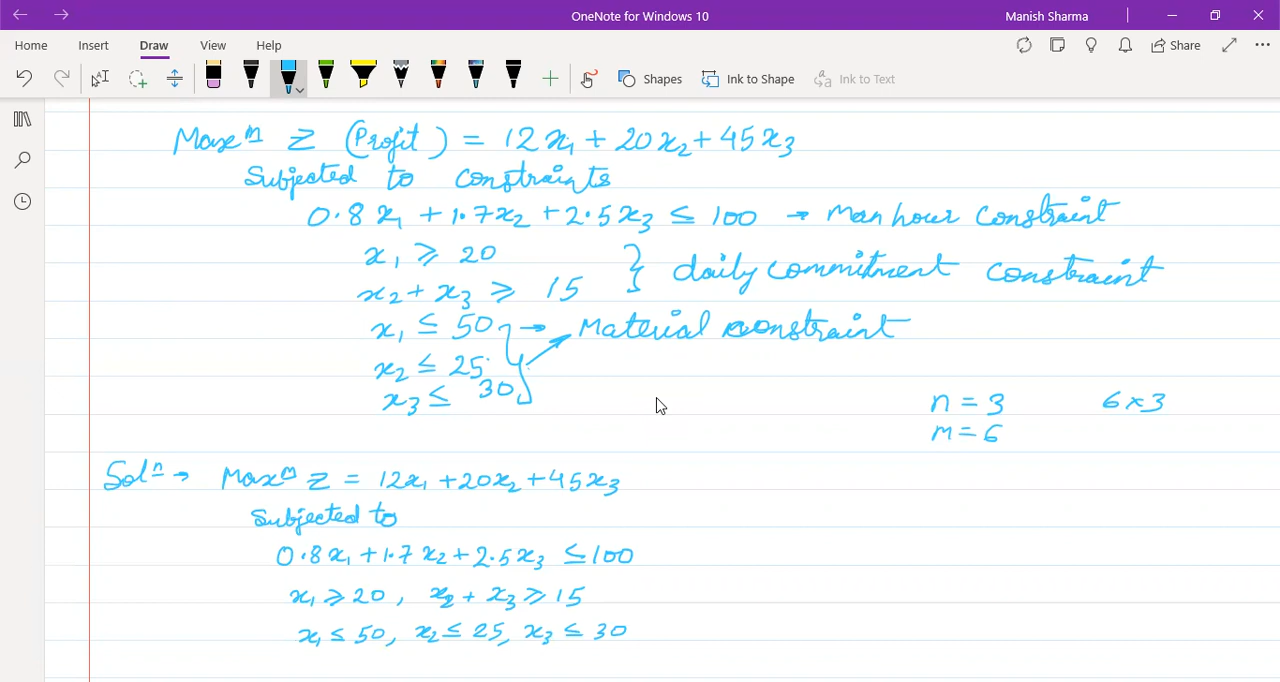 OneNote for Windows 10
Manish Sharma
Home Insert Draw View Help
Share
Shapes Ink to Shape Ink to Text
Maxᵐ Z (Profit) = 12x₁ + 20x₂ + 45x₃
Subjected to constraints
0.8x₁ + 1.7x₂ + 2.5x₃ ≤ 100 → Man hour constraint
x₁ ≥ 20
} daily commitment constraint
x₂ + x₃ ≥ 15
x₁ ≤ 50 → Material constraint
x₂ ≤ 25
x₃ ≤ 30
n = 3 6×3
m = 6
Solⁿ → Maxᵐ Z = 12x₁ + 20x₂ + 45x₃
Subjected to
0.8x₁ + 1.7x₂ + 2.5x₃ ≤ 100
x₁ ≥ 20, x₂ + x₃ ≥ 15
x₁ ≤ 50, x₂ ≤ 25, x₃ ≤ 30